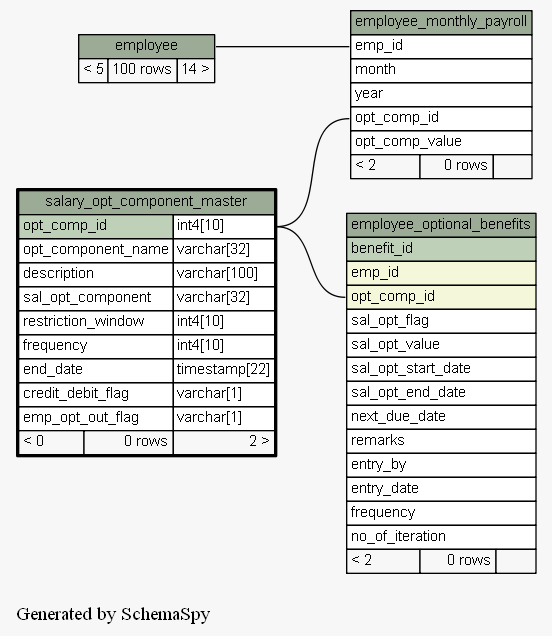 employee_monthly_payroll
emp_id
month
year
opt_comp_id
opt_comp_value
< 2 0 rows
employee
< 5 100 rows 14 >
salary_opt_component_master
opt_comp_id int4[10]
opt_component_name varchar[32]
description varchar[100]
sal_opt_component varchar[32]
restriction_window int4[10]
frequency int4[10]
end_date timestamp[22]
credit_debit_flag varchar[1]
emp_opt_out_flag varchar[1]
< 0 0 rows 2 >
employee_optional_benefits
benefit_id
emp_id
opt_comp_id
sal_opt_flag
sal_opt_value
sal_opt_start_date
sal_opt_end_date
next_due_date
remarks
entry_by
entry_date
frequency
no_of_iteration
< 2 0 rows
Generated by SchemaSpy